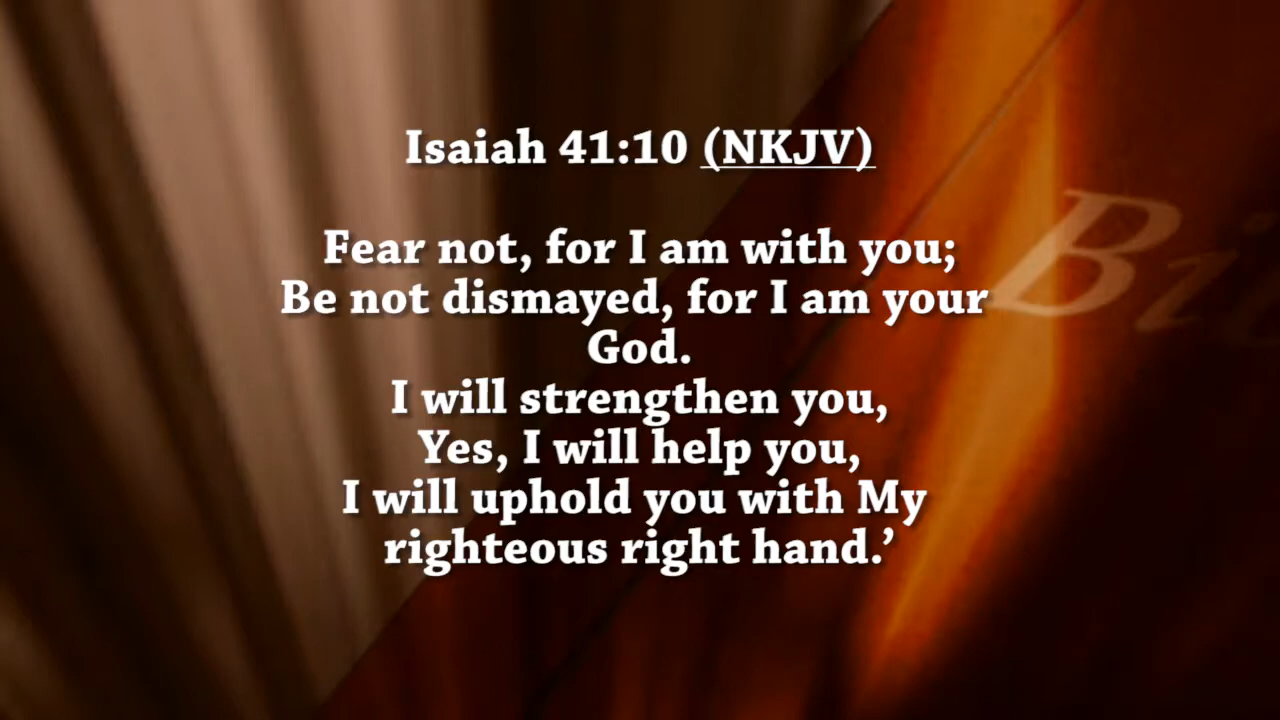 Isaiah 41:10 (NKJV)
Fear not, for I am with you;
Be not dismayed, for I am your
God.
I will strengthen you,
Yes, I will help you,
I will uphold you with My
righteous right hand.’